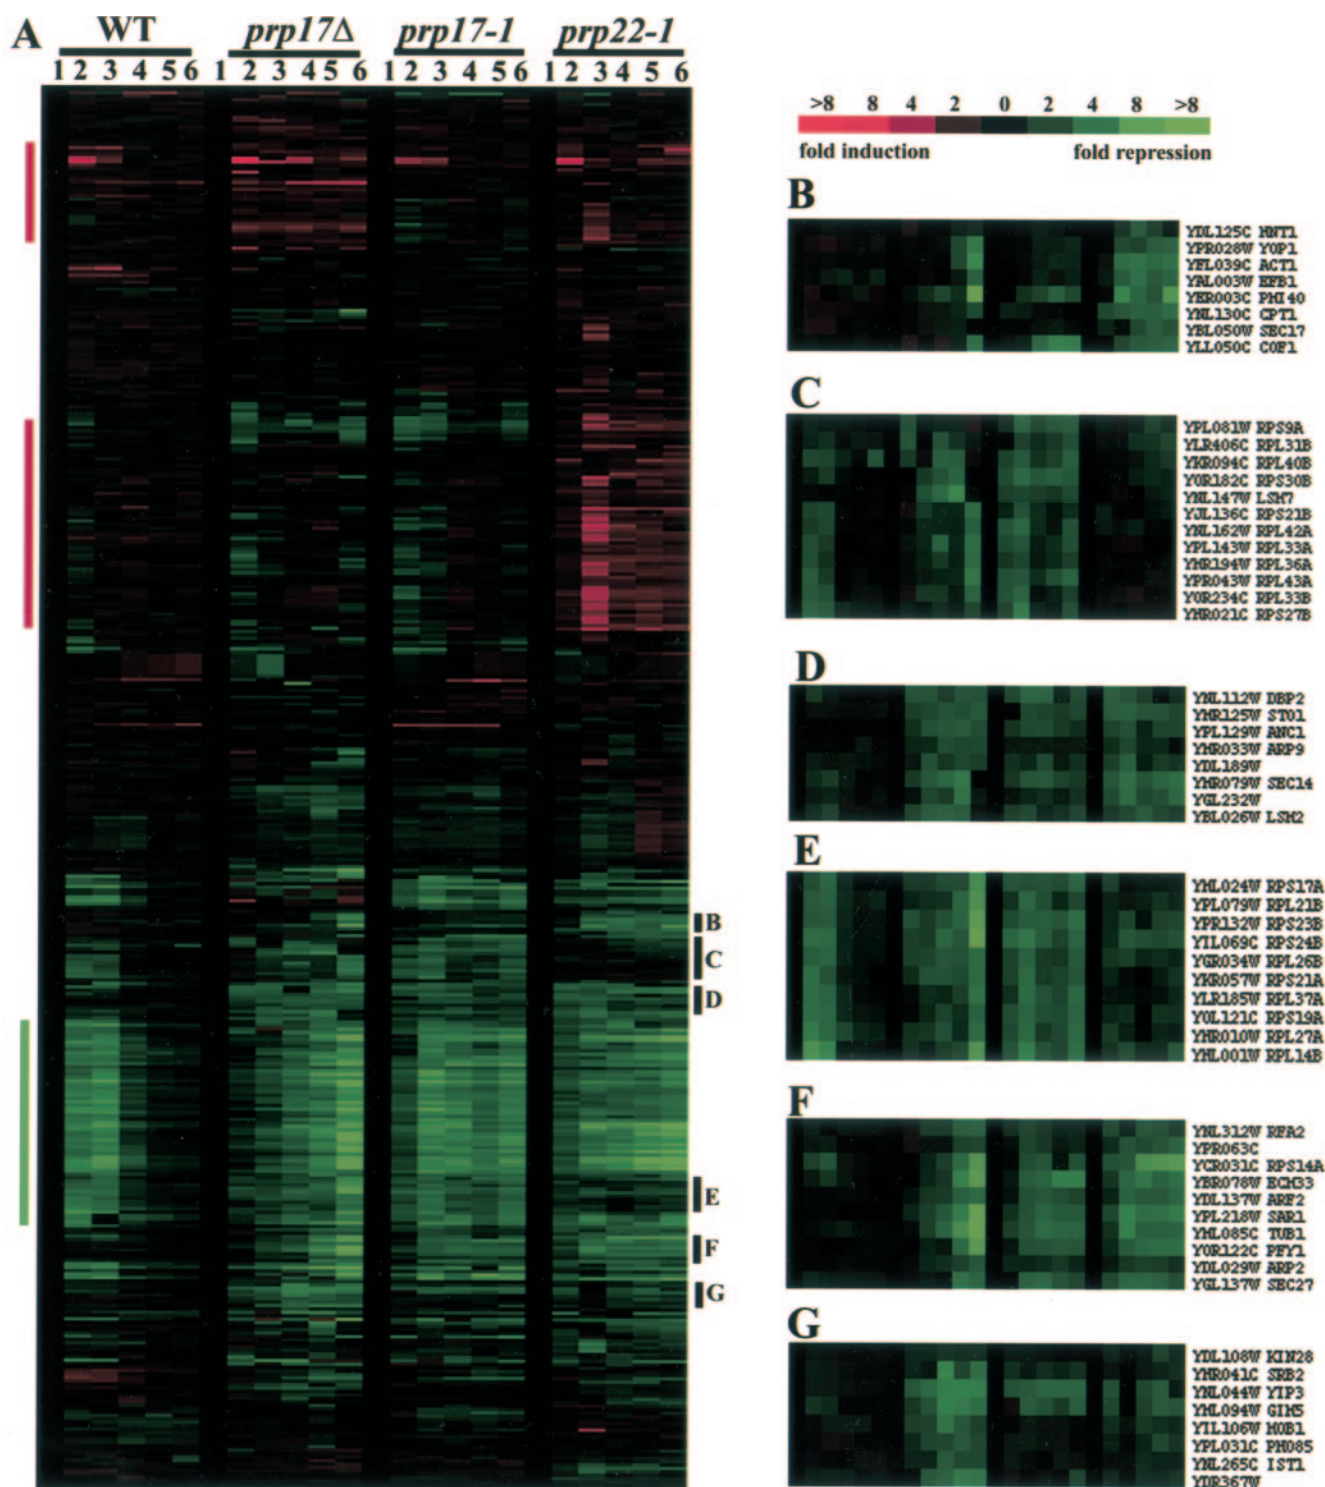 A
WT prp17Δ prp17-1 prp22-1
1 2 3 4 5 6 1 2 3 4 5 6 1 2 3 4 5 6 1 2 3 4 5 6
>8 8 4 2 0 2 4 8 >8
fold induction fold repression
B
YDL125C HNT1
YPR028W YOP1
YFL039C ACT1
YAL003W EFB1
YER003C PMI40
YNL130C CPT1
YBL050W SEC17
YLL050C COF1
C
YPL081W RPS9A
YLR406C RPL31B
YKR094C RPL40B
YOR182C RPS30B
YNL147W LSM7
YJL136C RPS21B
YNL162W RPL42A
YPL143W RPL33A
YMR194W RPL36A
YPR043W RPL43A
YOR234C RPL33B
YHR021C RPS27B
D
YNL112W DBP2
YMR125W STO1
YPL129W ANC1
YMR033W ARP9
YDL189W
YMR079W SEC14
YGL232W
YBL026W LSM2
E
YML024W RPS17A
YPL079W RPL21B
YPR132W RPS23B
YIL069C RPS24B
YGR034W RPL26B
YKR057W RPS21A
YLR185W RPL37A
YOL121C RPS19A
YHR010W RPL27A
YHL001W RPL14B
F
YNL312W RFA2
YPR063C
YCR031C RPS14A
YBR078W ECM33
YDL137W ARF2
YPL218W SAR1
YML085C TUB1
YOR122C PFY1
YDL029W ARP2
YGL137W SEC27
G
YDL108W KIN28
YHR041C SRB2
YNL044W YIP3
YML094W GIM5
YIL106W MOB1
YPL031C PHO85
YNL265C IST1
YDR367W
B
C
D
E
F
G